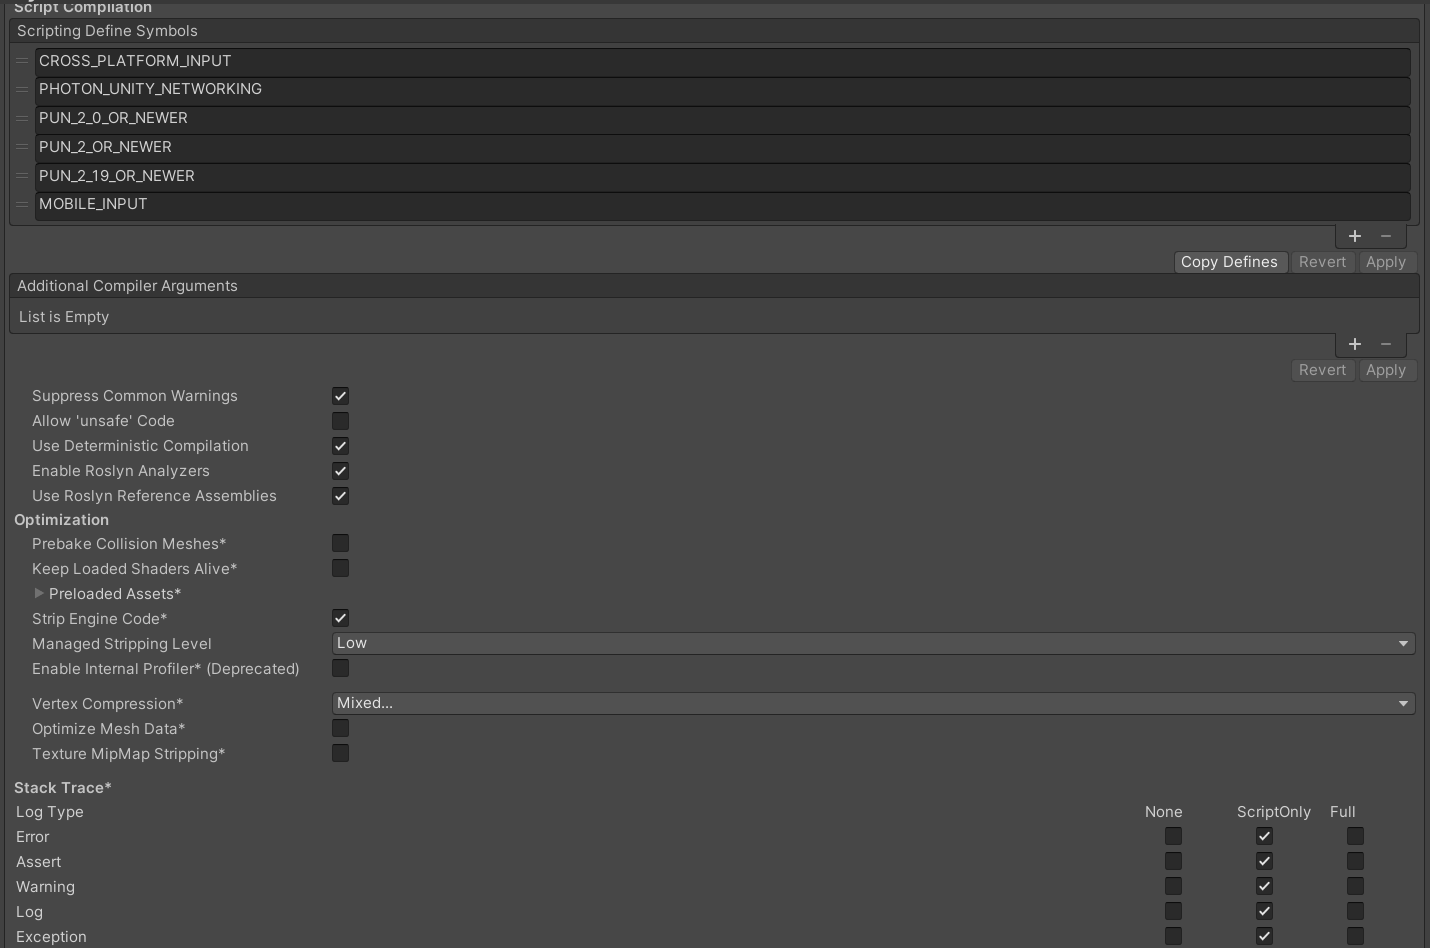 Script Compilation
Scripting Define Symbols
CROSS_PLATFORM_INPUT
PHOTON_UNITY_NETWORKING
PUN_2_0_OR_NEWER
PUN_2_OR_NEWER
PUN_2_19_OR_NEWER
MOBILE_INPUT
Copy Defines Revert Apply
Additional Compiler Arguments
List is Empty
Revert Apply
Suppress Common Warnings
Allow 'unsafe' Code
Use Deterministic Compilation
Enable Roslyn Analyzers
Use Roslyn Reference Assemblies
Optimization
Prebake Collision Meshes*
Keep Loaded Shaders Alive*
Preloaded Assets*
Strip Engine Code*
Managed Stripping Level Low
Enable Internal Profiler* (Deprecated)
Vertex Compression* Mixed...
Optimize Mesh Data*
Texture MipMap Stripping*
Stack Trace*
Log Type None ScriptOnly Full
Error
Assert
Warning
Log
Exception